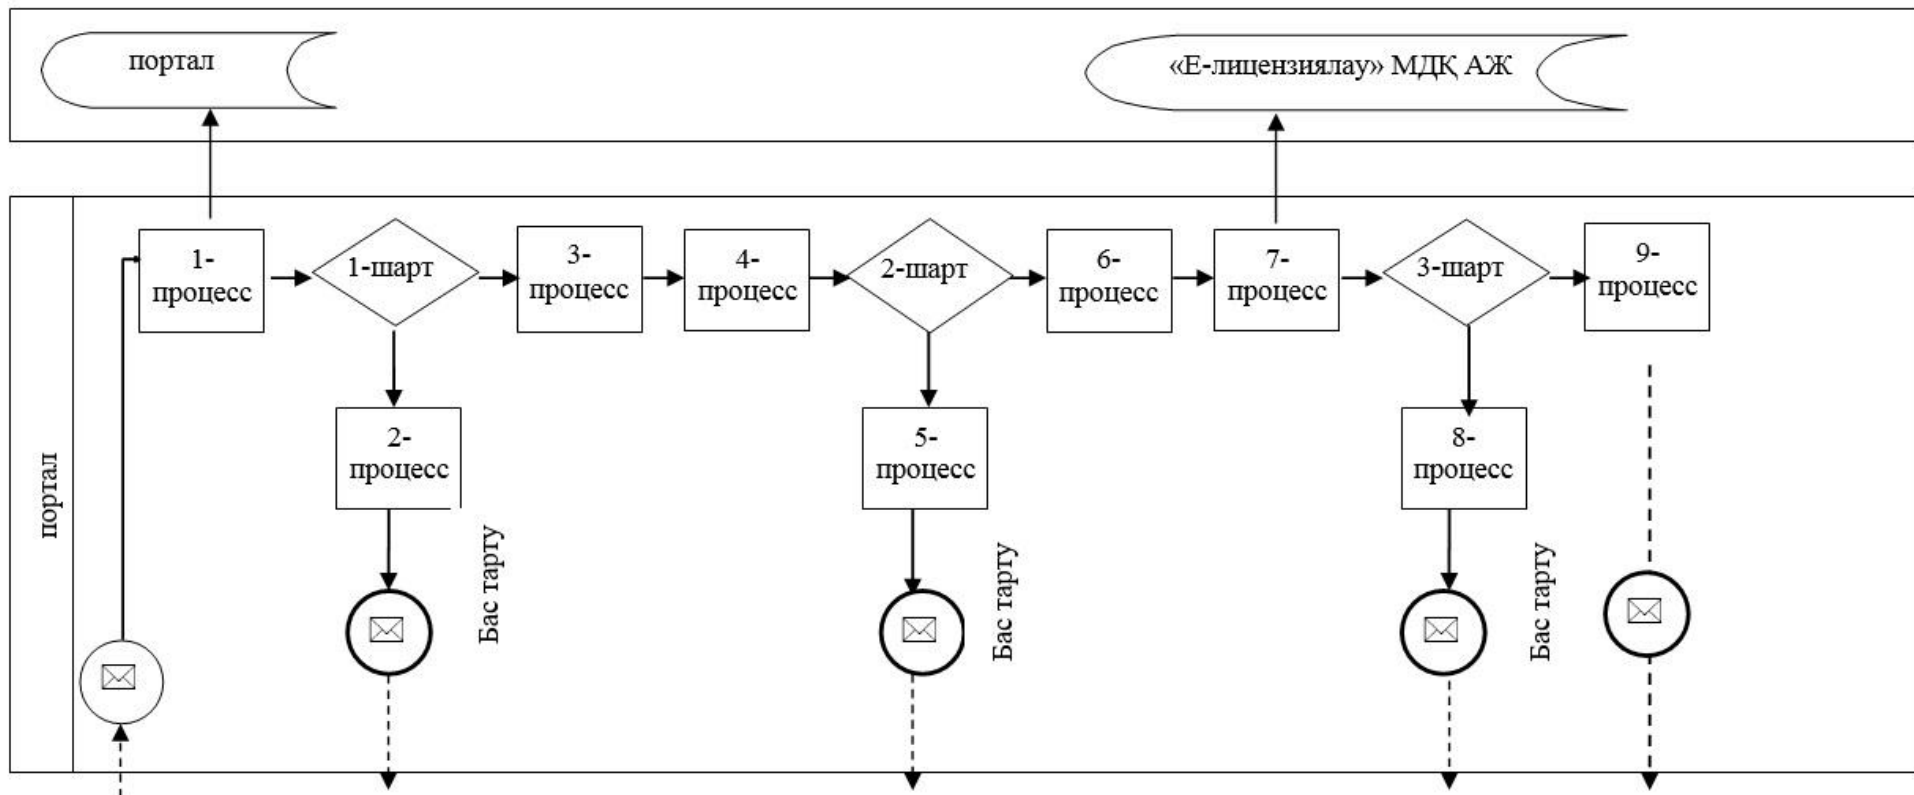 портал
«Е-лицензиялау» МДҚ АЖ
1-
процесс
1-шарт
3-
процесс
4-
процесс
2-шарт
6-
процесс
7-
процесс
3-шарт
9-
процесс
2-
процесс
5-
процесс
8-
процесс
портал
Бас тарту
Бас тарту
Бас тарту